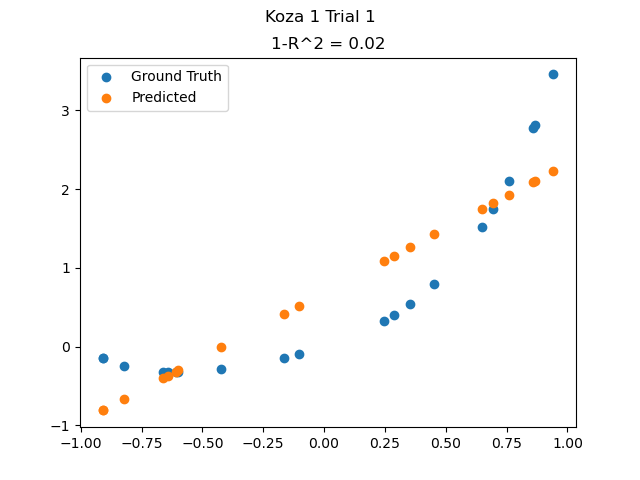 Koza 1 Trial 1
1-R^2 = 0.02
Ground Truth
Predicted
3
2
1
0
−1
−1.00 −0.75 −0.50 −0.25 0.00 0.25 0.50 0.75 1.00